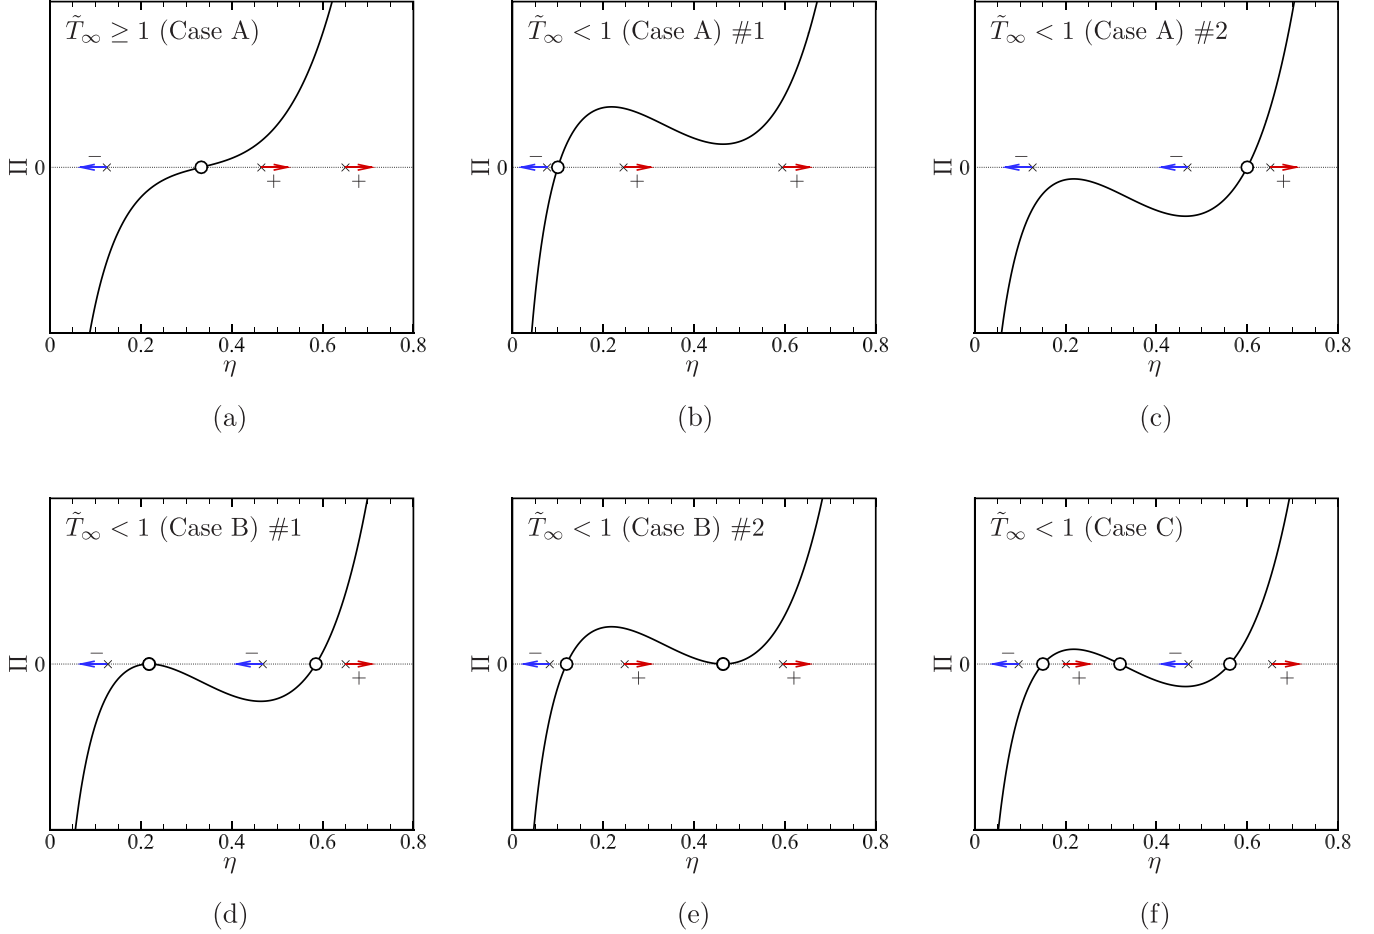 T̃∞ ≥ 1 (Case A)
−
Π 0
+ +
0 0.2 0.4 0.6 0.8
η
(a)
T̃∞ < 1 (Case A) #1
−
Π 0
+ +
0 0.2 0.4 0.6 0.8
η
(b)
T̃∞ < 1 (Case A) #2
− −
Π 0
+
0 0.2 0.4 0.6 0.8
η
(c)
T̃∞ < 1 (Case B) #1
− −
Π 0
+
0 0.2 0.4 0.6 0.8
η
(d)
T̃∞ < 1 (Case B) #2
−
Π 0
+ +
0 0.2 0.4 0.6 0.8
η
(e)
T̃∞ < 1 (Case C)
− −
Π 0
+ +
0 0.2 0.4 0.6 0.8
η
(f)